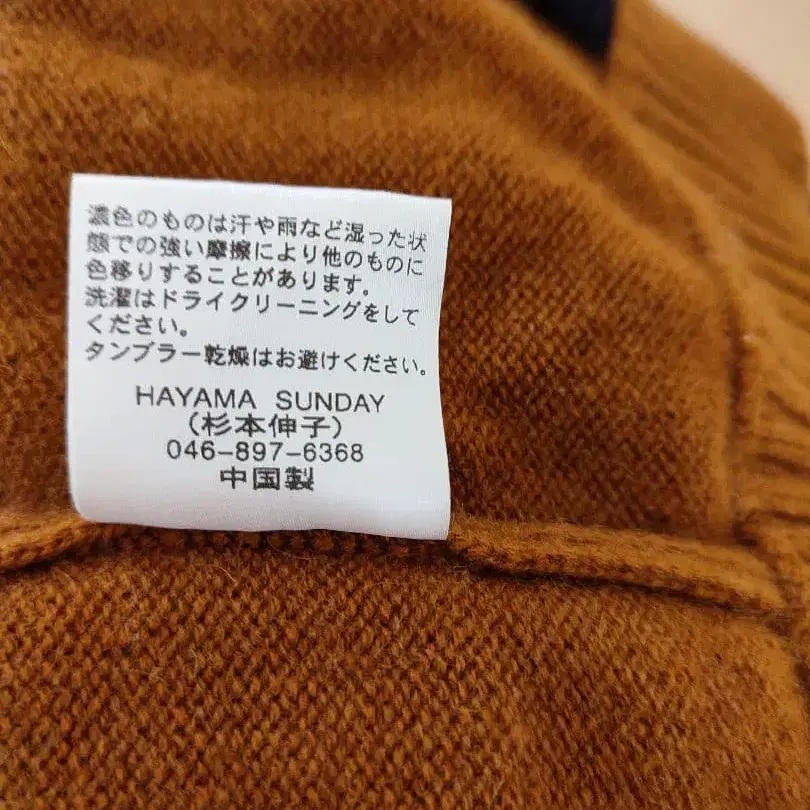 濃色のものは汗や雨など湿った状
態での強い摩擦により他のものに
色移りすることがあります。
洗濯はドライクリーニングをして
ください。
タンブラー乾燥はお避けください。
HAYAMA SUNDAY
(杉本伸子)
046-897-6368
中国製